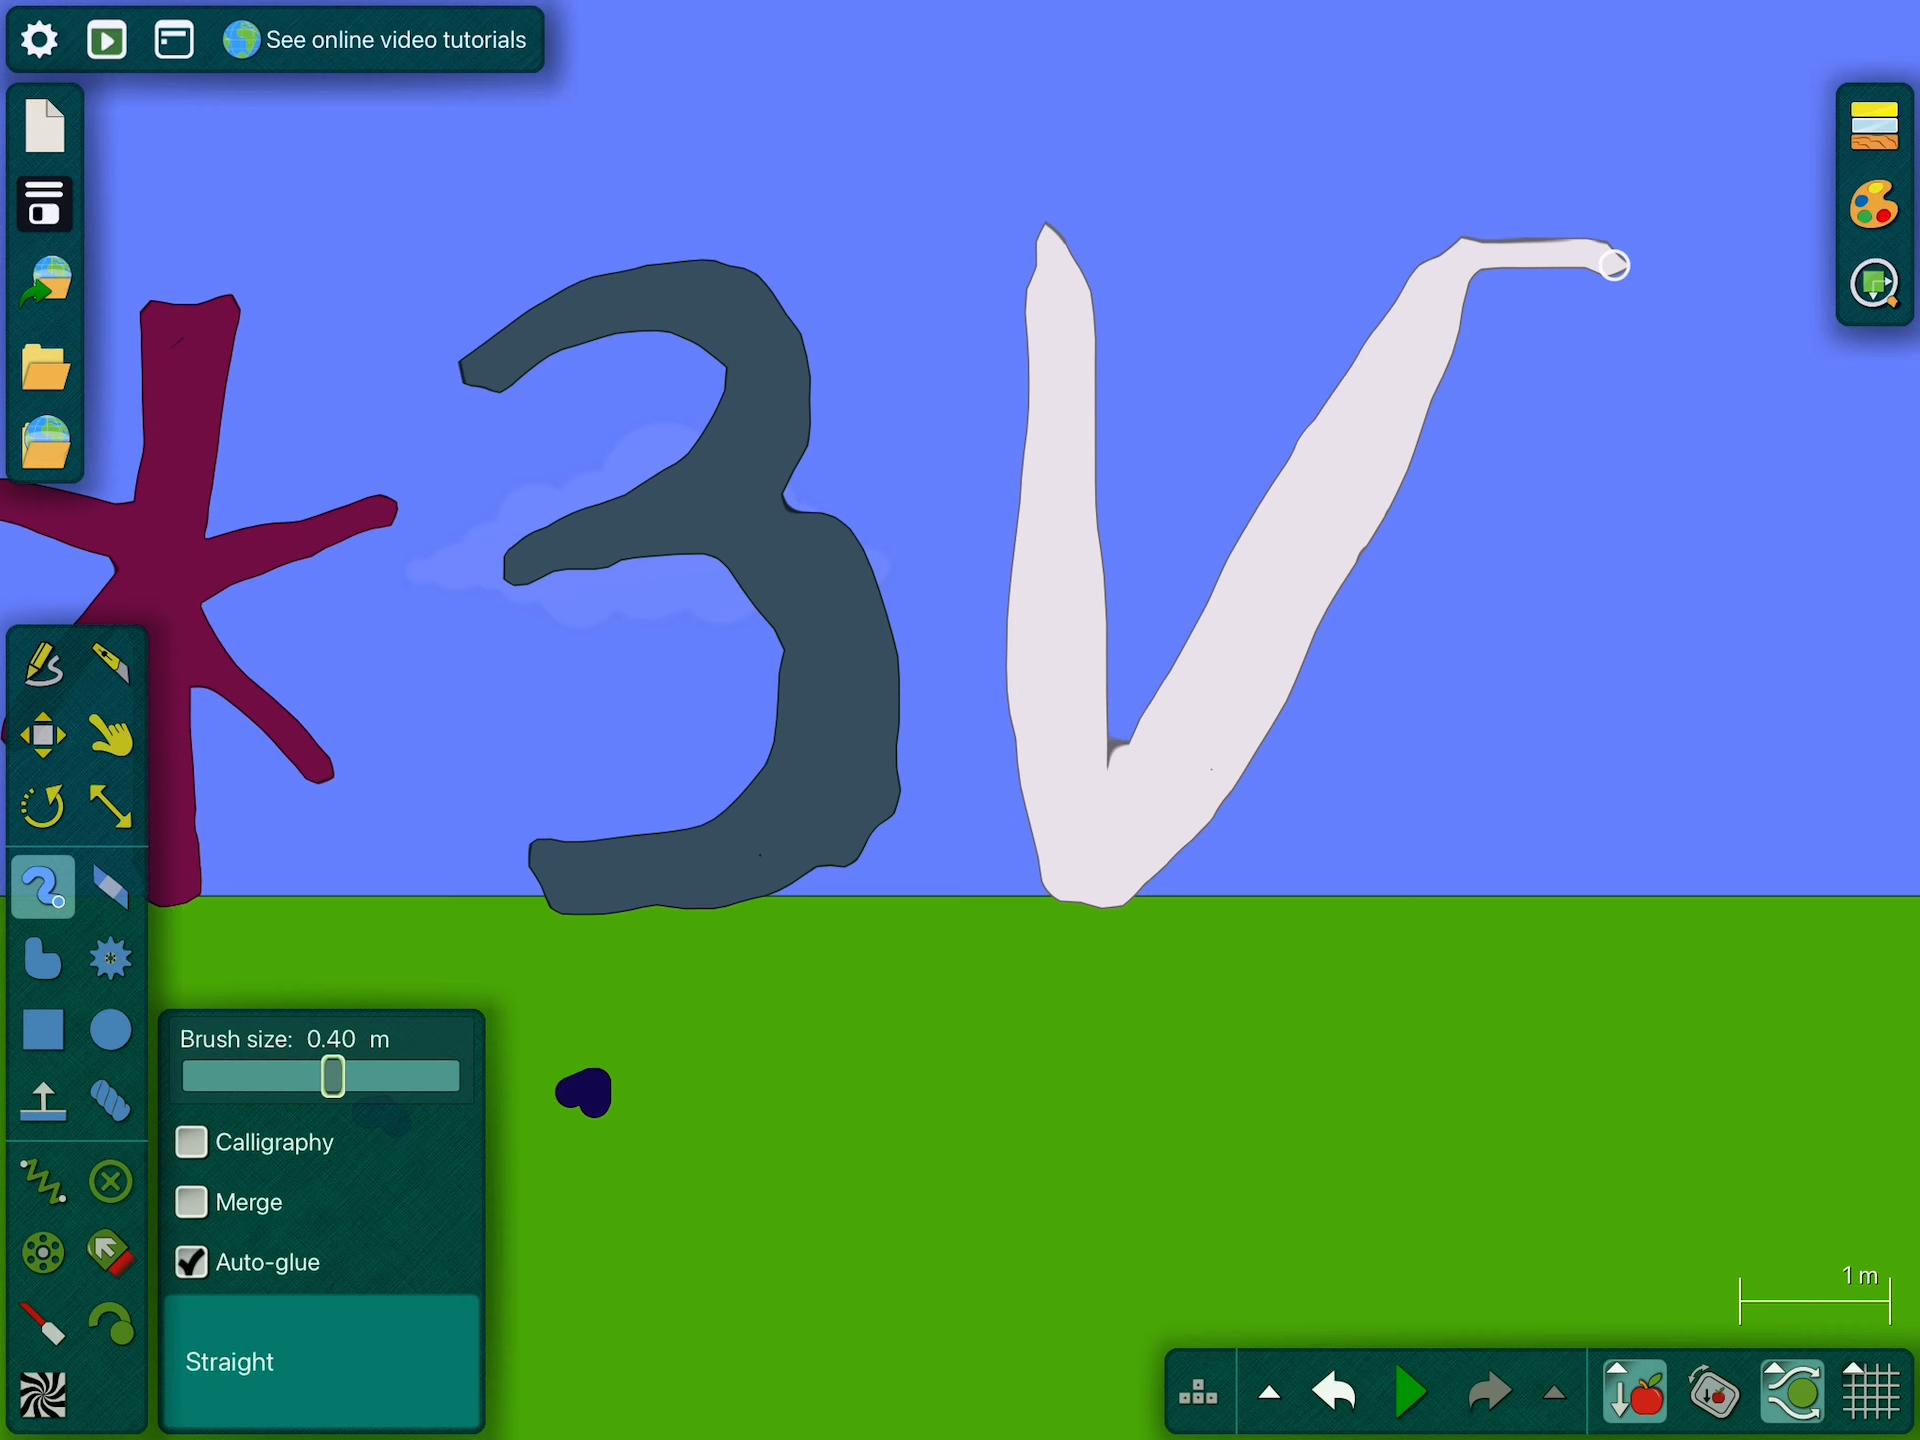 See online video tutorials
*3V
Brush size: 0.40 m
Calligraphy
Merge
Auto-glue
Straight
1 m